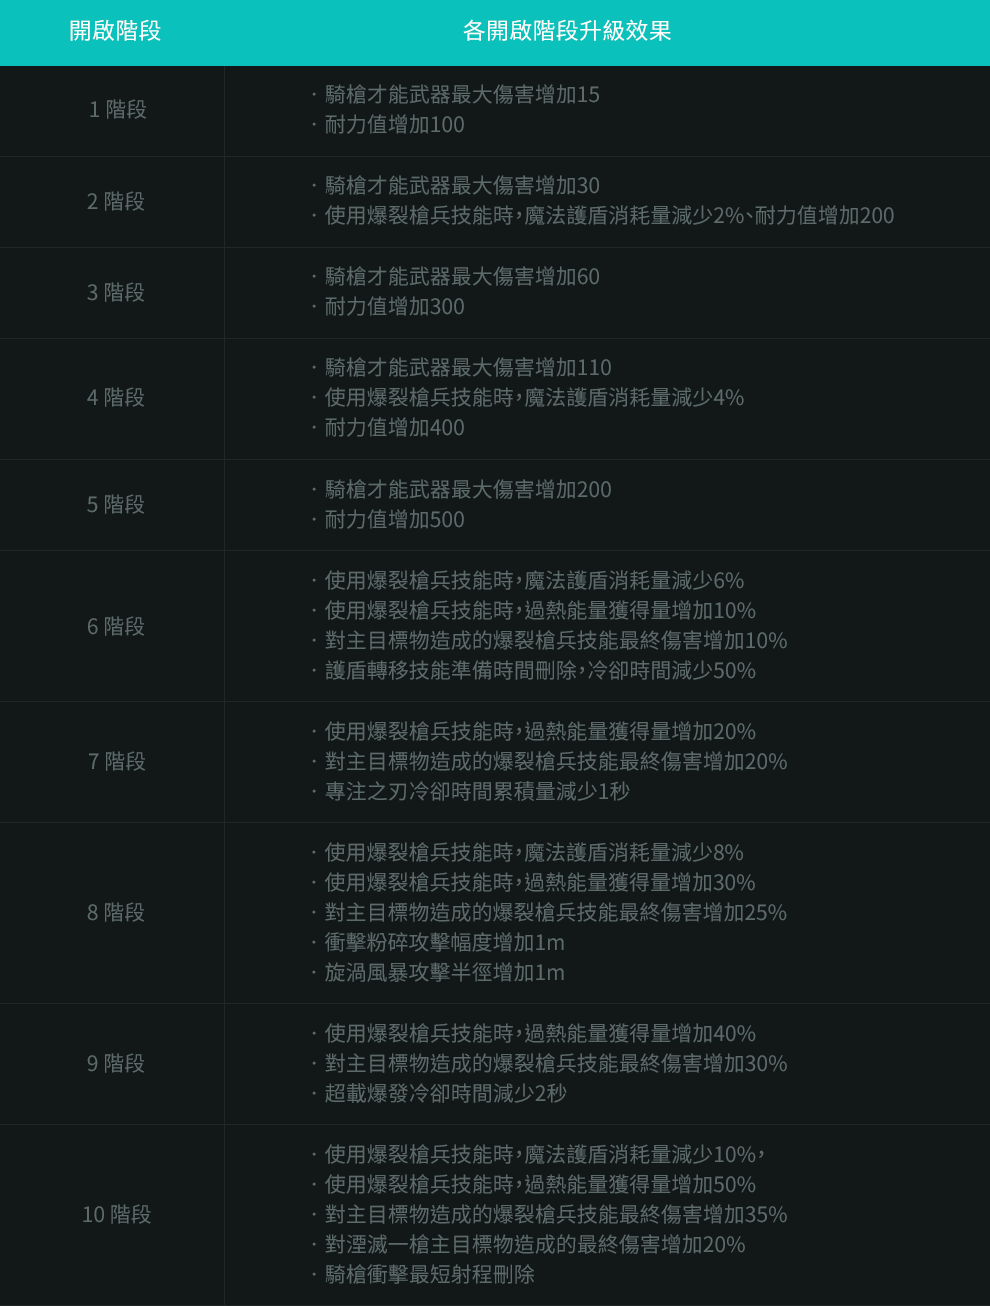 開啟階段
各開啟階段升級效果
1 階段
· 騎槍才能武器最大傷害增加15
· 耐力值增加100
2 階段
· 騎槍才能武器最大傷害增加30
· 使用爆裂槍兵技能時,魔法護盾消耗量減少2%、耐力值增加200
3 階段
· 騎槍才能武器最大傷害增加60
· 耐力值增加300
4 階段
· 騎槍才能武器最大傷害增加110
· 使用爆裂槍兵技能時,魔法護盾消耗量減少4%
· 耐力值增加400
5 階段
· 騎槍才能武器最大傷害增加200
· 耐力值增加500
6 階段
· 使用爆裂槍兵技能時,魔法護盾消耗量減少6%
· 使用爆裂槍兵技能時,過熱能量獲得量增加10%
· 對主目標物造成的爆裂槍兵技能最終傷害增加10%
· 護盾轉移技能準備時間刪除,冷卻時間減少50%
7 階段
· 使用爆裂槍兵技能時,過熱能量獲得量增加20%
· 對主目標物造成的爆裂槍兵技能最終傷害增加20%
· 專注之刃冷卻時間累積量減少1秒
8 階段
· 使用爆裂槍兵技能時,魔法護盾消耗量減少8%
· 使用爆裂槍兵技能時,過熱能量獲得量增加30%
· 對主目標物造成的爆裂槍兵技能最終傷害增加25%
· 衝擊粉碎攻擊幅度增加1m
· 旋渦風暴攻擊半徑增加1m
9 階段
· 使用爆裂槍兵技能時,過熱能量獲得量增加40%
· 對主目標物造成的爆裂槍兵技能最終傷害增加30%
· 超載爆發冷卻時間減少2秒
10 階段
· 使用爆裂槍兵技能時,魔法護盾消耗量減少10%,
· 使用爆裂槍兵技能時,過熱能量獲得量增加50%
· 對主目標物造成的爆裂槍兵技能最終傷害增加35%
· 對湮滅一槍主目標物造成的最終傷害增加20%
· 騎槍衝擊最短射程刪除